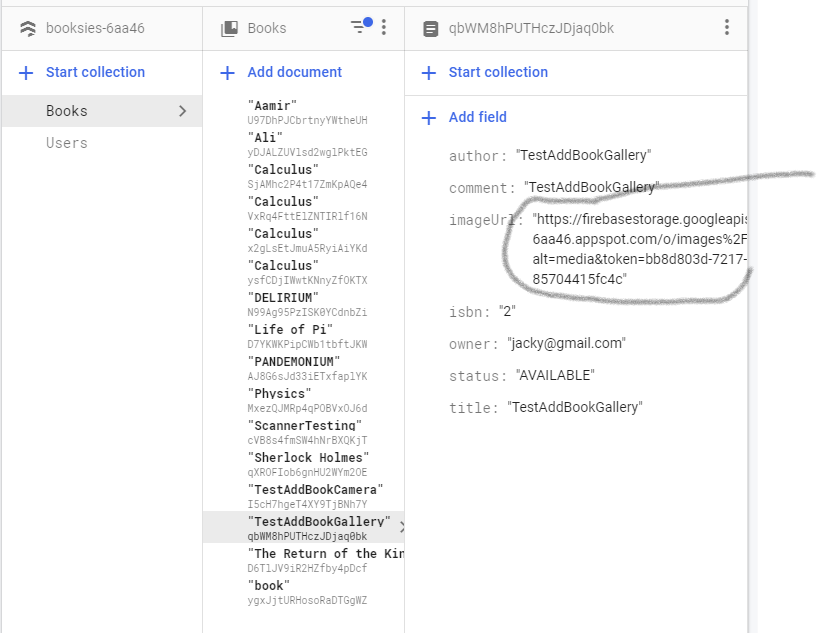 booksies-6aa46
Start collection
Books
Users
Books
Add document
"Aamir"
U97DhPJCbrtnyYWtheUH
"Ali"
yDJALZUVlsd2wglPktEG
"Calculus"
SjAMhc2P4t17ZmKpAQe4
"Calculus"
VxRq4FttElZNTIRlf16N
"Calculus"
x2gLsEtJmuA5RyiAiYKd
"Calculus"
ysfCDjIWwtKNnyZfOKTX
"DELIRIUM"
N99Ag95PzISK0YCdnbZi
"Life of Pi"
D7YKWKPipCWb1tbftJKW
"PANDEMONIUM"
AJ8G6sJd33iETxfaplYK
"Physics"
MxezQJMRp4qPOBVxOJ6d
"ScannerTesting"
cVB8s4fmSW4hNrBXQKjT
"Sherlock Holmes"
qXROFIob6gnHU2WYm2OE
"TestAddBookCamera"
I5cH7hgeT4XY9TjBNh7Y
"TestAddBookGallery"
qbWM8hPUTHczJDjaq0bk
"The Return of the Kin
D6TlJV9iR2HZfby4pDcf
"book"
ygxJjtURHosoRaDTGgWZ
qbWM8hPUTHczJDjaq0bk
Start collection
Add field
author: "TestAddBookGallery"
comment: "TestAddBookGallery"
imageUrl: "https://firebasestorage.googleapis
6aa46.appspot.com/o/images%2F
alt=media&token=bb8d803d-7217-
85704415fc4c"
isbn: "2"
owner: "jacky@gmail.com"
status: "AVAILABLE"
title: "TestAddBookGallery"